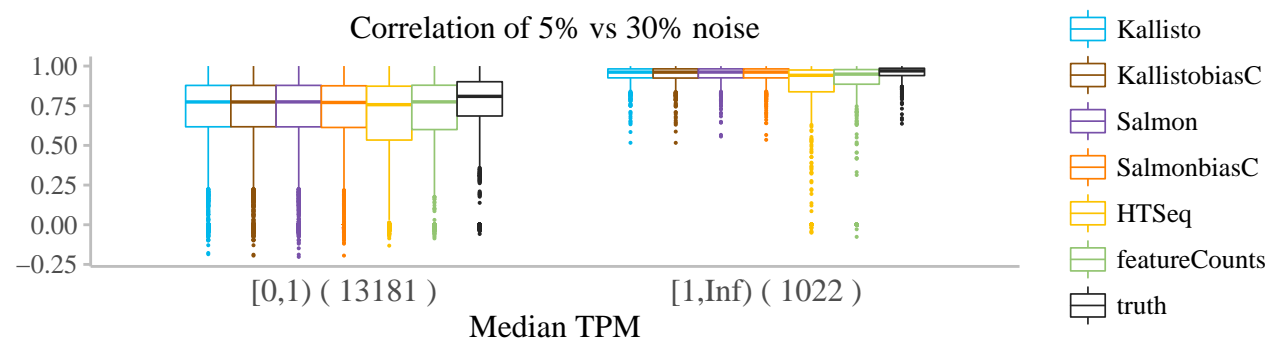 Correlation of 5% vs 30% noise
1.00
0.75
0.50
0.25
0.00
−0.25
[0,1) ( 13181 )
[1,Inf) ( 1022 )
Median TPM
Kallisto
KallistobiasC
Salmon
SalmonbiasC
HTSeq
featureCounts
truth